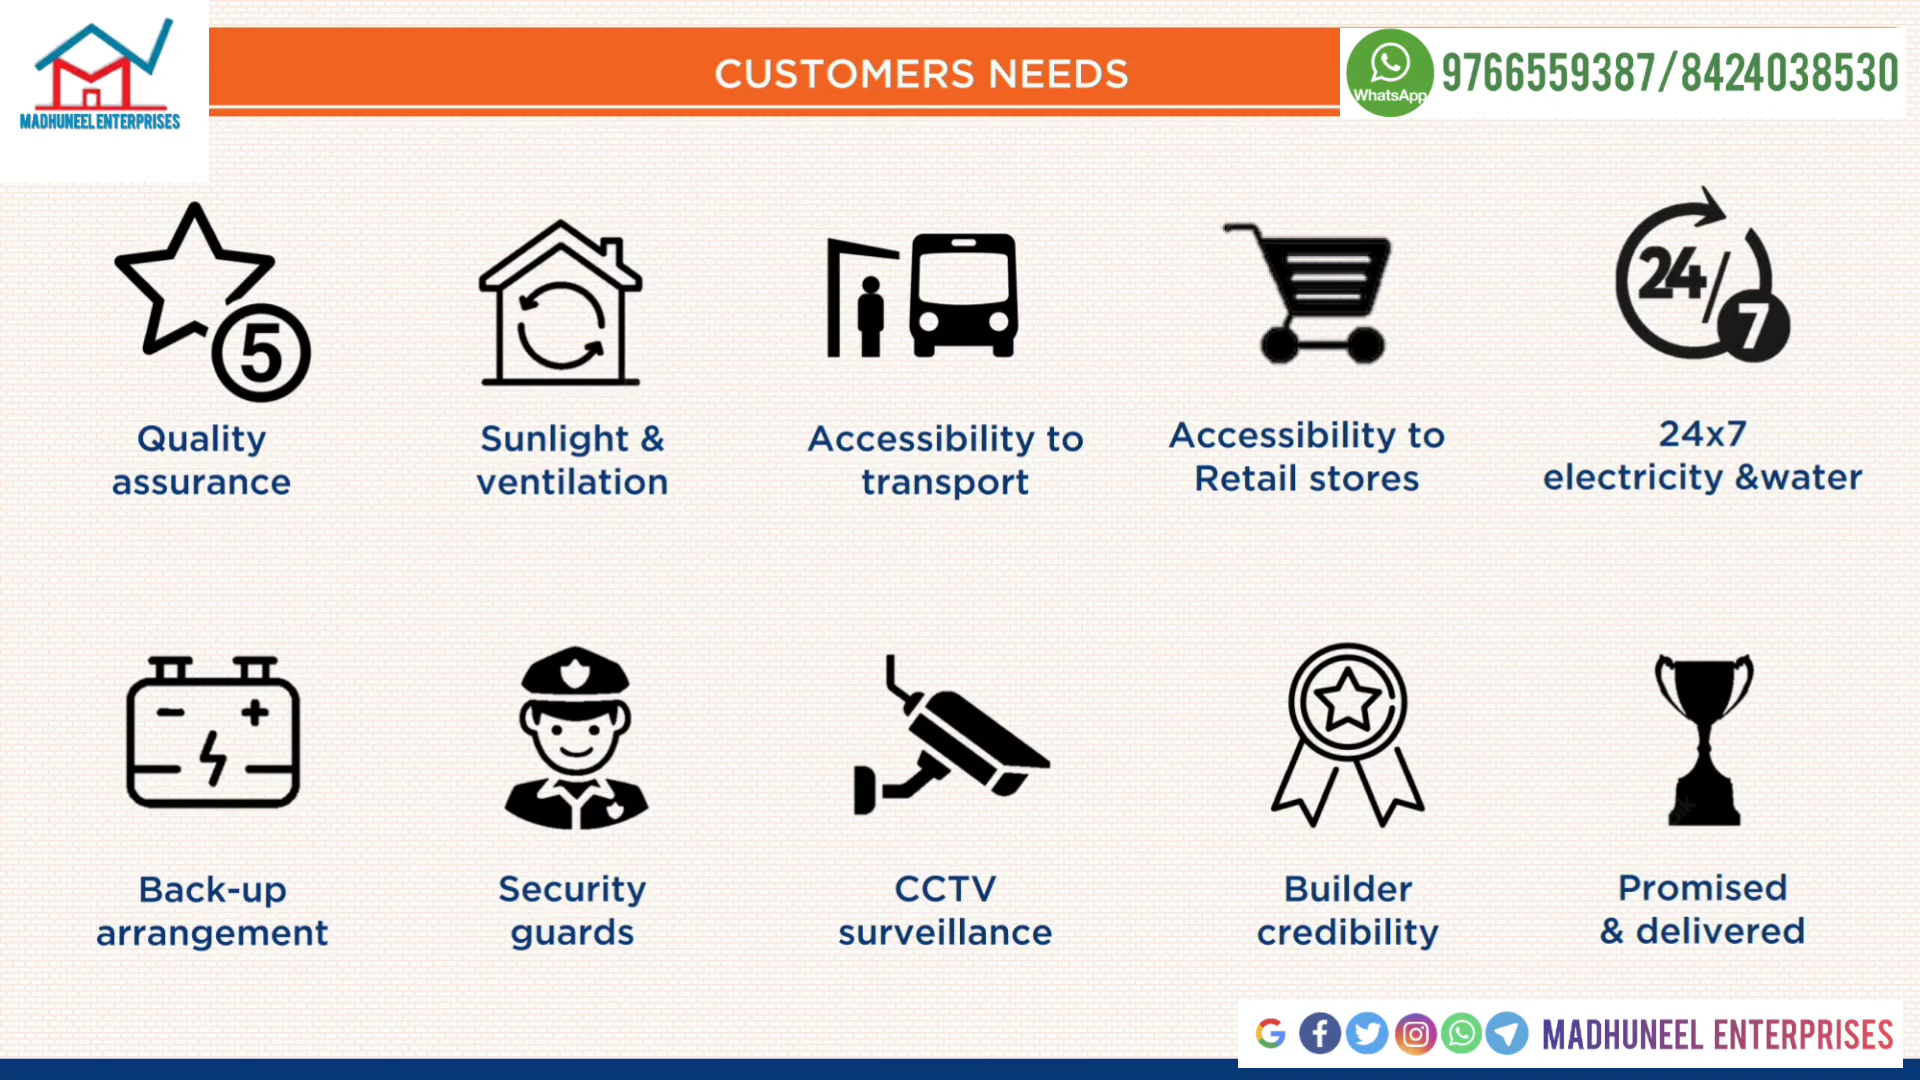 MADHUNEEL ENTERPRISES
CUSTOMERS NEEDS
WhatsApp
9766559387/8424038530
5
24/7
Quality
assurance
Sunlight &
ventilation
Accessibility to
transport
Accessibility to
Retail stores
24x7
electricity &water
Back-up
arrangement
Security
guards
CCTV
surveillance
Builder
credibility
Promised
& delivered
MADHUNEEL ENTERPRISES